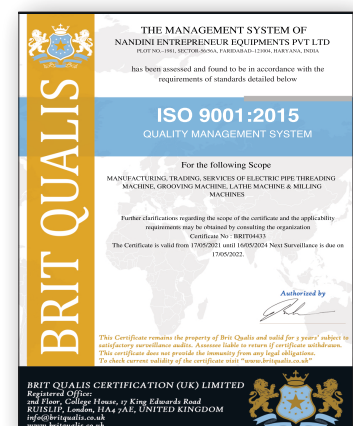 BRIT QUALIS
THE MANAGEMENT SYSTEM OF
NANDINI ENTREPRENEUR EQUIPMENTS PVT LTD
PLOT NO.-1981, SECTOR-56/56A, FARIDABAD-121004, HARYANA, INDIA
has been assessed and found to be in accordance with the
requirements of standards detailed below
ISO 9001:2015
QUALITY MANAGEMENT SYSTEM
For the following Scope
MANUFACTURING, TRADING, SERVICES OF ELECTRIC PIPE THREADING
MACHINE, GROOVING MACHINE, LATHE MACHINE & MILLING
MACHINES
Further clarifications regarding the scope of the certificate and the applicability
requirements may be obtained by consulting the organization
Certificate No : BRIT04433
The Certificate is valid from 17/05/2021 until 16/05/2024 Next Surveillance is due on
17/05/2022.
Authorized by
This Certificate remains the property of Brit Qualis and valid for 3 years' subject to
satisfactory surveillance audits. Assessee liable to return if certificate withdrawn.
This certificate does not provide the immunity from any legal obligations.
To check current validity of the certificate visit "www.britqualis.co.uk"
BRIT QUALIS CERTIFICATION (UK) LIMITED
Registered Office:
2nd Floor, College House, 17 King Edwards Road
RUISLIP, London, HA4 7AE, UNITED KINGDOM
info@britqualis.co.uk
www.britqualis.co.uk